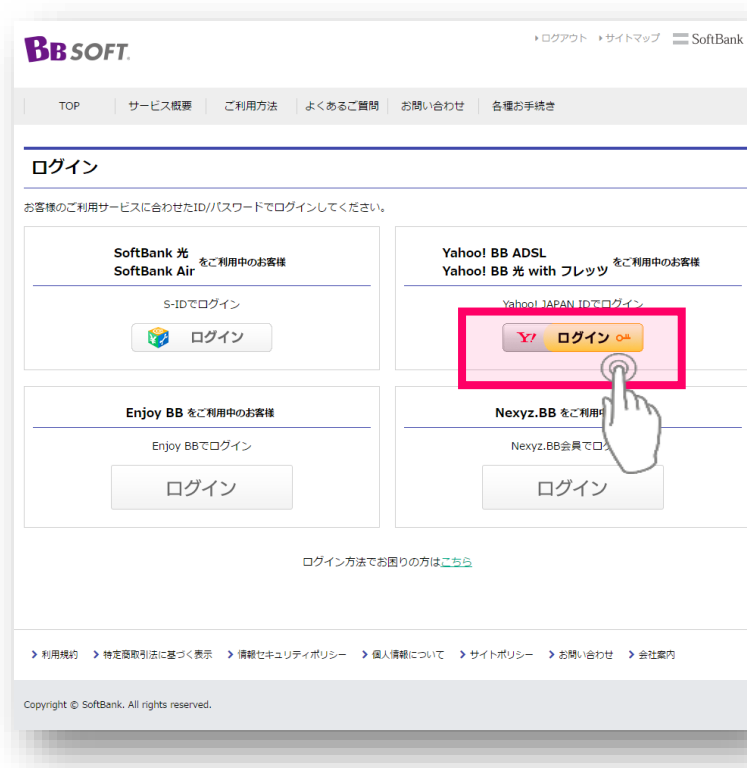 BB SOFT.
ログアウト サイトマップ SoftBank
TOP サービス概要 ご利用方法 よくあるご質問 お問い合わせ 各種お手続き
ログイン
お客様のご利用サービスに合わせたID/パスワードでログインしてください。
SoftBank 光
SoftBank Air をご利用中のお客様
S-IDでログイン
ログイン
Yahoo! BB ADSL
Yahoo! BB 光 with フレッツ をご利用中のお客様
Yahoo! JAPAN IDでログイン
Y! ログイン
Enjoy BB をご利用中のお客様
Enjoy BBでログイン
ログイン
Nexyz.BB をご利用
Nexyz.BB会員でロ
ログイン
ログイン方法でお困りの方はこちら
利用規約 特定商取引法に基づく表示 情報セキュリティポリシー 個人情報について サイトポリシー お問い合わせ 会社案内
Copyright © SoftBank. All rights reserved.